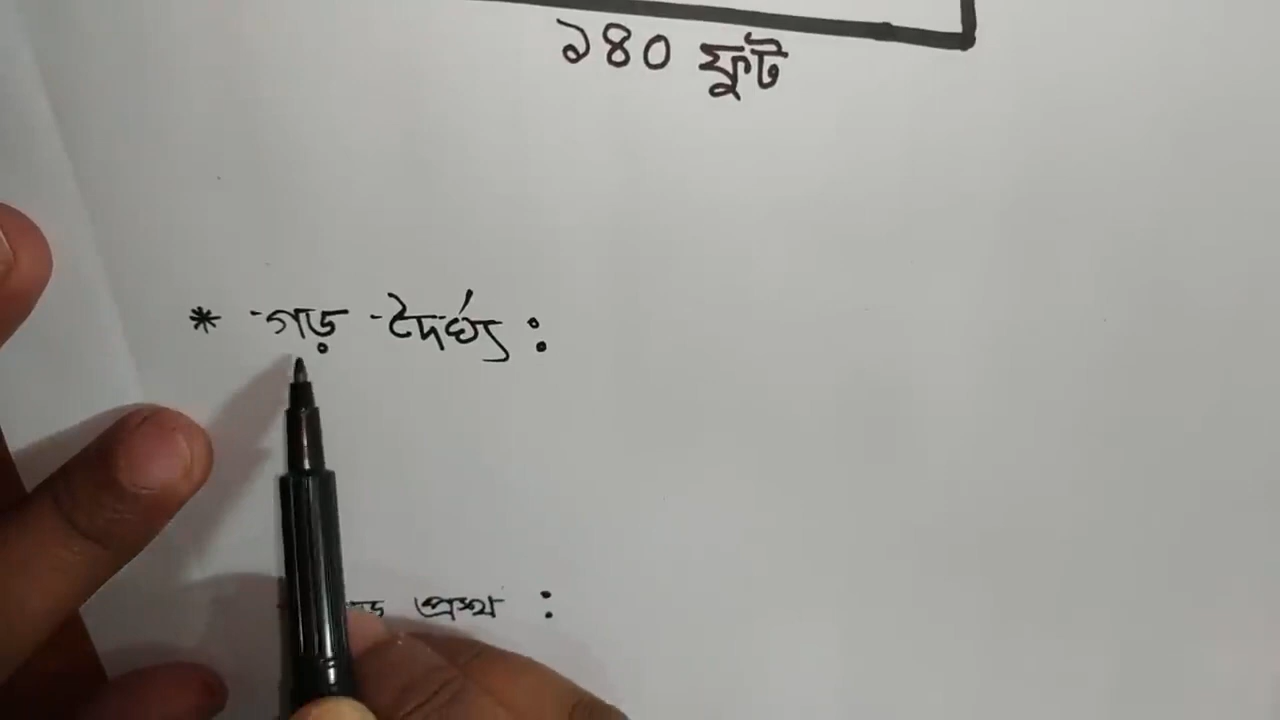 ১৪০ ফুট
* গড় দৈর্ঘ্য :
প্রস্থ :